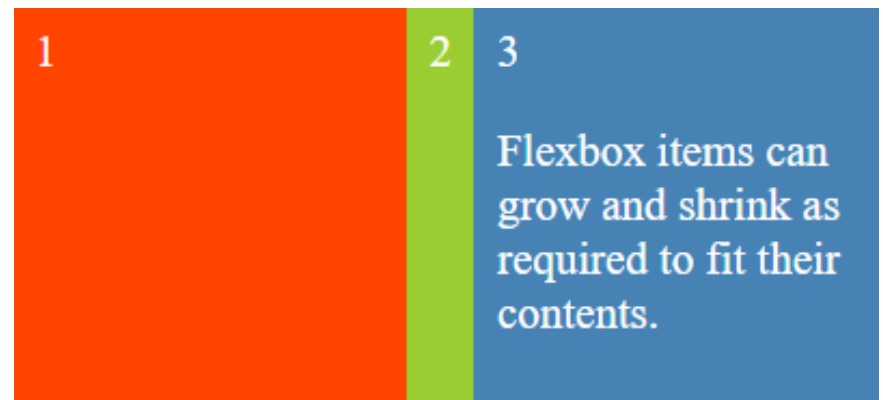 1
2
3
Flexbox items can
grow and shrink as
required to fit their
contents.